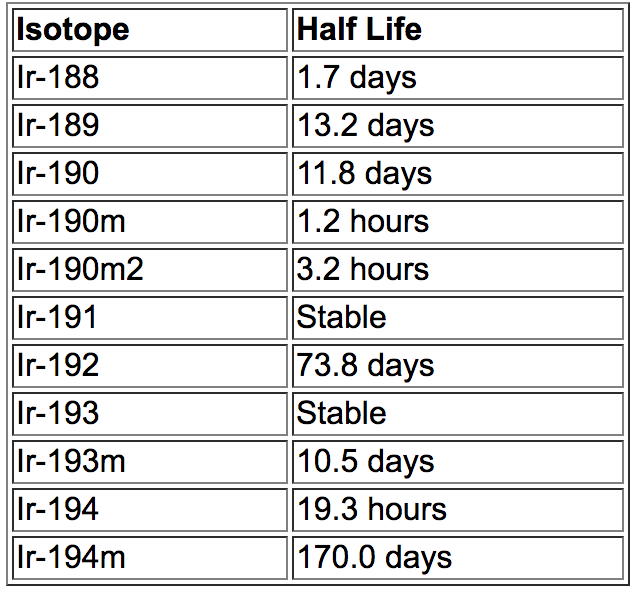 Isotope Half Life
Ir-188 1.7 days
Ir-189 13.2 days
Ir-190 11.8 days
Ir-190m 1.2 hours
Ir-190m2 3.2 hours
Ir-191 Stable
Ir-192 73.8 days
Ir-193 Stable
Ir-193m 10.5 days
Ir-194 19.3 hours
Ir-194m 170.0 days